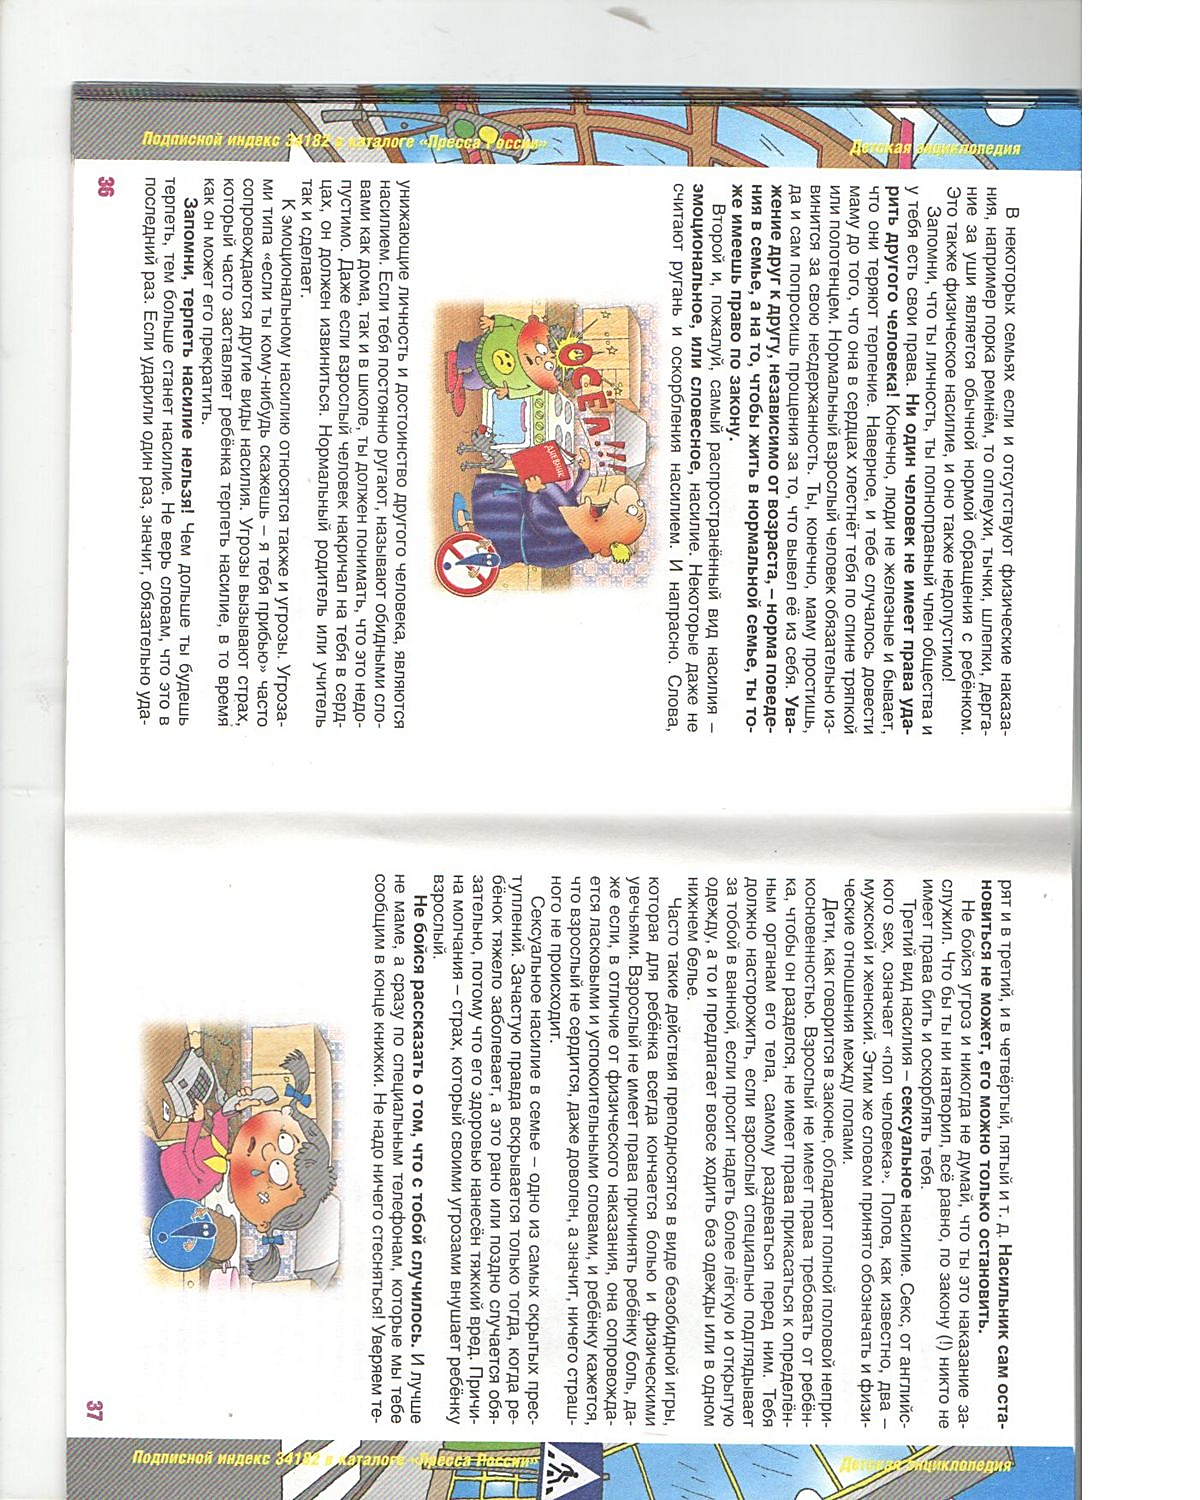 Подписной индекс 34182 в каталоге «Пресса России»
Детская энциклопедия
В некоторых семьях если и отсутствуют физические наказа-
ния, например порка ремнём, то оплеухи, тычки, шлепки, дерга-
ние за уши является обычной нормой обращения с ребёнком.
Это также физическое насилие, и оно также недопустимо!
Запомни, что ты личность, ты полноправный член общества и
у тебя есть свои права. Ни один человек не имеет права уда-
рить другого человека! Конечно, люди не железные и бывает,
что они теряют терпение. Наверное, и тебе случалось довести
маму до того, что она в сердцах хлестнёт тебя по спине тряпкой
или полотенцем. Нормальный взрослый человек обязательно из-
винится за свою несдержанность. Ты, конечно, маму простишь,
да и сам попросишь прощения за то, что вывел её из себя. Ува-
жение друг к другу, независимо от возраста, – норма поведе-
ния в семье, а на то, чтобы жить в нормальной семье, ты то-
же имеешь право по закону.
Второй и, пожалуй, самый распространённый вид насилия –
эмоциональное, или словесное, насилие. Некоторые даже не
считают ругань и оскорбления насилием. И напрасно. Слова,
ОСЕЛ!!!
ДНЕВНИК
унижающие личность и достоинство другого человека, являются
насилием. Если тебя постоянно ругают, называют обидными сло-
вами как дома, так и в школе, ты должен понимать, что это недо-
пустимо. Даже если взрослый человек накричал на тебя в серд-
цах, он должен извиниться. Нормальный родитель или учитель
так и сделает.
К эмоциональному насилию относятся также и угрозы. Угроза-
ми типа «если ты кому-нибудь скажешь – я тебя прибью» часто
сопровождаются другие виды насилия. Угрозы вызывают страх,
который часто заставляет ребёнка терпеть насилие, в то время
как он может его прекратить.
Запомни, терпеть насилие нельзя! Чем дольше ты будешь
терпеть, тем больше станет насилие. Не верь словам, что это в
последний раз. Если ударили один раз, значит, обязательно уда-
36
рят и в третий, и в четвёртый, пятый и т. д. Насильник сам оста-
новиться не может, его можно только остановить.
Не бойся угроз и никогда не думай, что ты это наказание за-
служил. Что бы ты ни натворил, всё равно, по закону (!) никто не
имеет права бить и оскорблять тебя.
Третий вид насилия – сексуальное насилие. Секс, от английс-
кого sex, означает «пол человека». Полов, как известно, два –
мужской и женский. Этим же словом принято обозначать и физи-
ческие отношения между полами.
Дети, как говорится в законе, обладают полной половой непри-
косновенностью. Взрослый не имеет права требовать от ребён-
ка, чтобы он разделся, не имеет права прикасаться к определён-
ным органам его тела, самому раздеваться перед ним. Тебя
должно насторожить, если взрослый специально подглядывает
за тобой в ванной, если просит надеть более лёгкую и открытую
одежду, а то и предлагает вовсе ходить без одежды или в одном
нижнем белье.
Часто такие действия преподносятся в виде безобидной игры,
которая для ребёнка всегда кончается болью и физическими
увечьями. Взрослый не имеет права причинять ребёнку боль, да-
же если, в отличие от физического наказания, она сопровожда-
ется ласковыми и успокоительными словами, и ребёнку кажется,
что взрослый не сердится, даже доволен, а значит, ничего страш-
ного не происходит.
Сексуальное насилие в семье – одно из самых скрытых прес-
туплений. Зачастую правда вскрывается только тогда, когда ре-
бёнок тяжело заболевает, а это рано или поздно случается обя-
зательно, потому что его здоровью нанесён тяжкий вред. Причи-
на молчания – страх, который своими угрозами внушает ребёнку
взрослый.
Не бойся рассказать о том, что с тобой случилось. И лучше
не маме, а сразу по специальным телефонам, которые мы тебе
сообщим в конце книжки. Не надо ничего стесняться! Уверяем те-
37
Подписной индекс 34182 в каталоге «Пресса России»
Детская энциклопедия